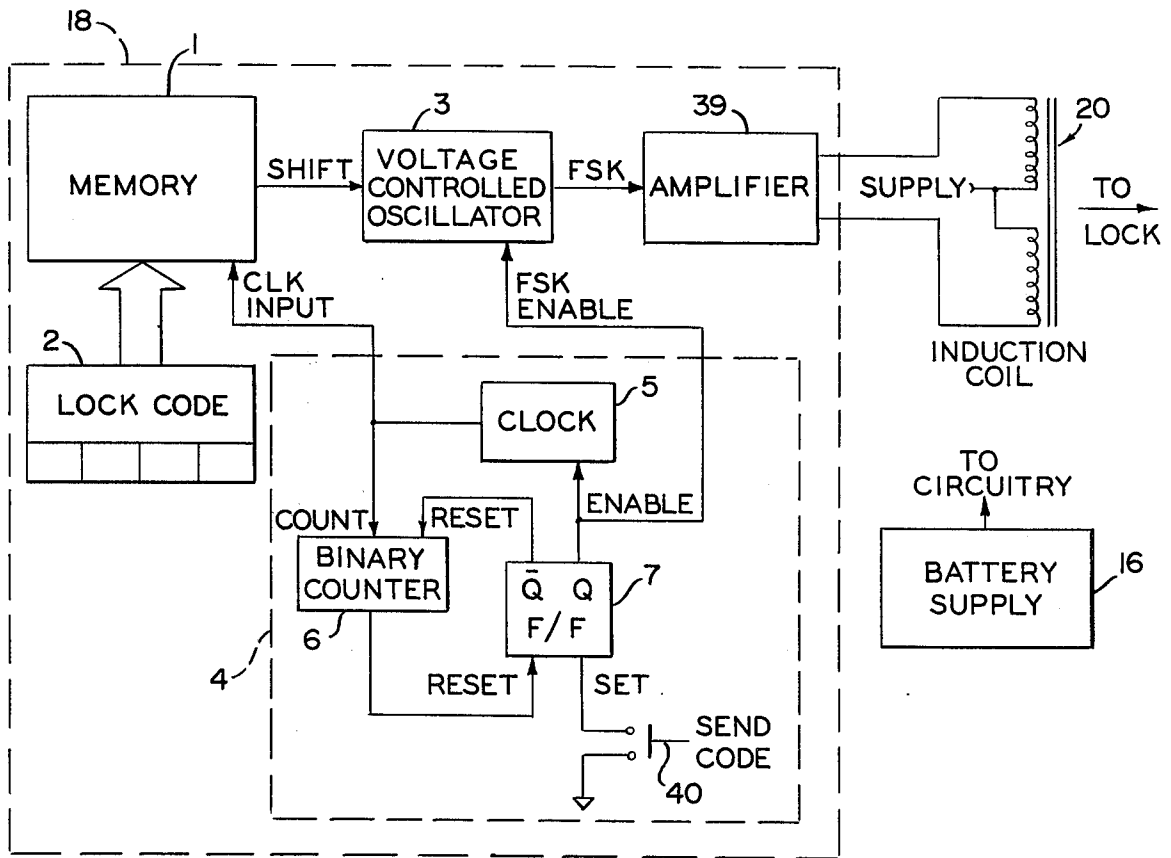 18
1
3
39
20
MEMORY
SHIFT
VOLTAGE
CONTROLLED
OSCILLATOR
FSK
AMPLIFIER
SUPPLY
TO
LOCK
CLK
INPUT
FSK
ENABLE
INDUCTION
COIL
2
LOCK CODE
CLOCK
5
ENABLE
TO
CIRCUITRY
COUNT
RESET
BINARY
COUNTER
6
Q̄ Q
F/F
7
BATTERY
SUPPLY
16
4
RESET
SET
SEND
CODE
40